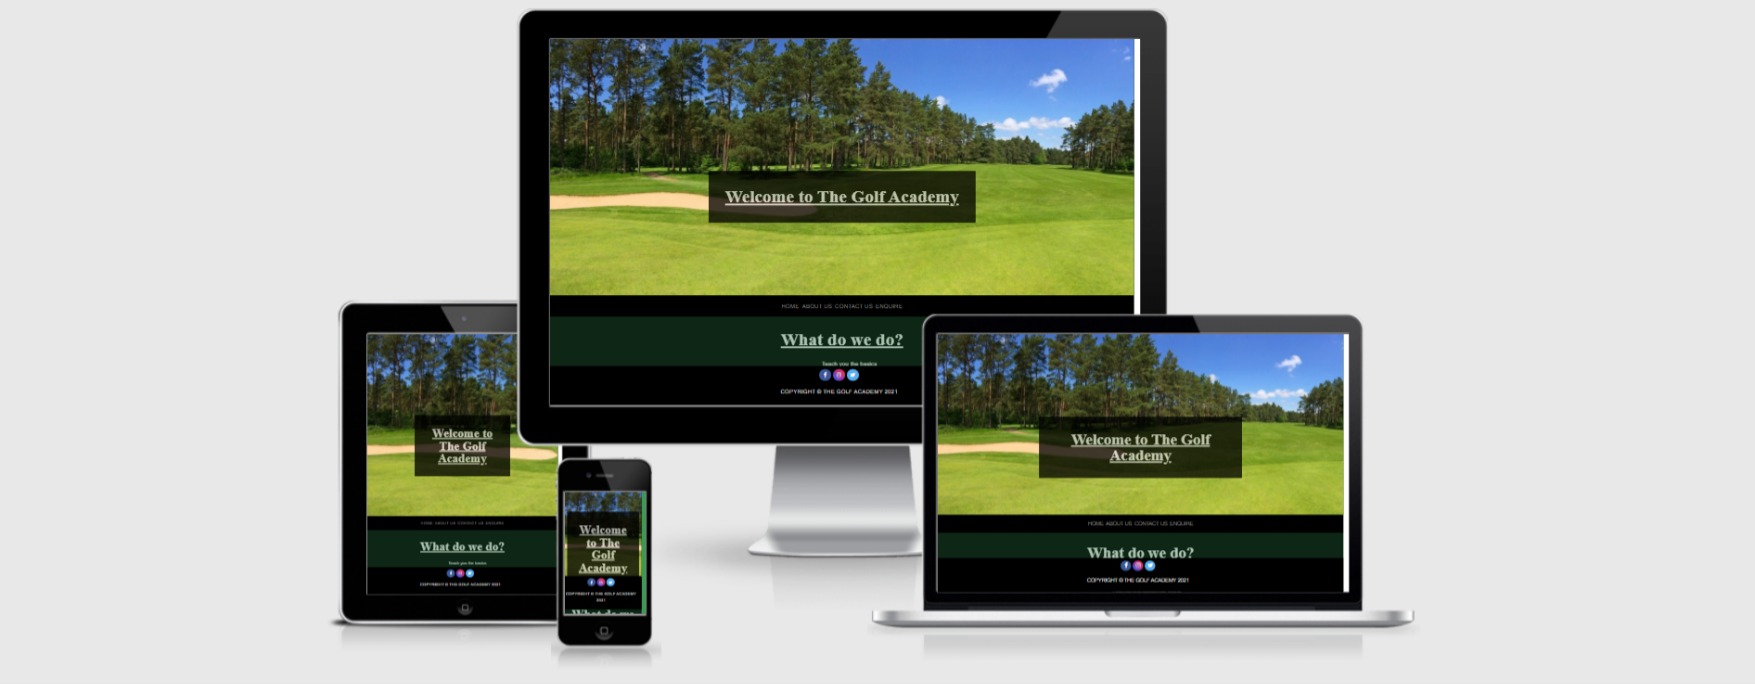 Welcome to The Golf Academy
HOME ABOUT US CONTACT US ENQUIRE
What do we do?
Teach you the basics
COPYRIGHT © THE GOLF ACADEMY 2021
Welcome to
The Golf
Academy
HOME ABOUT US CONTACT US ENQUIRE
What do we do?
Teach you the basics
COPYRIGHT © THE GOLF ACADEMY 2021
Welcome
to The
Golf
Academy
COPYRIGHT © THE GOLF ACADEMY
2021
What do we
Welcome to The Golf
Academy
HOME ABOUT US CONTACT US ENQUIRE
What do we do?
COPYRIGHT © THE GOLF ACADEMY 2021